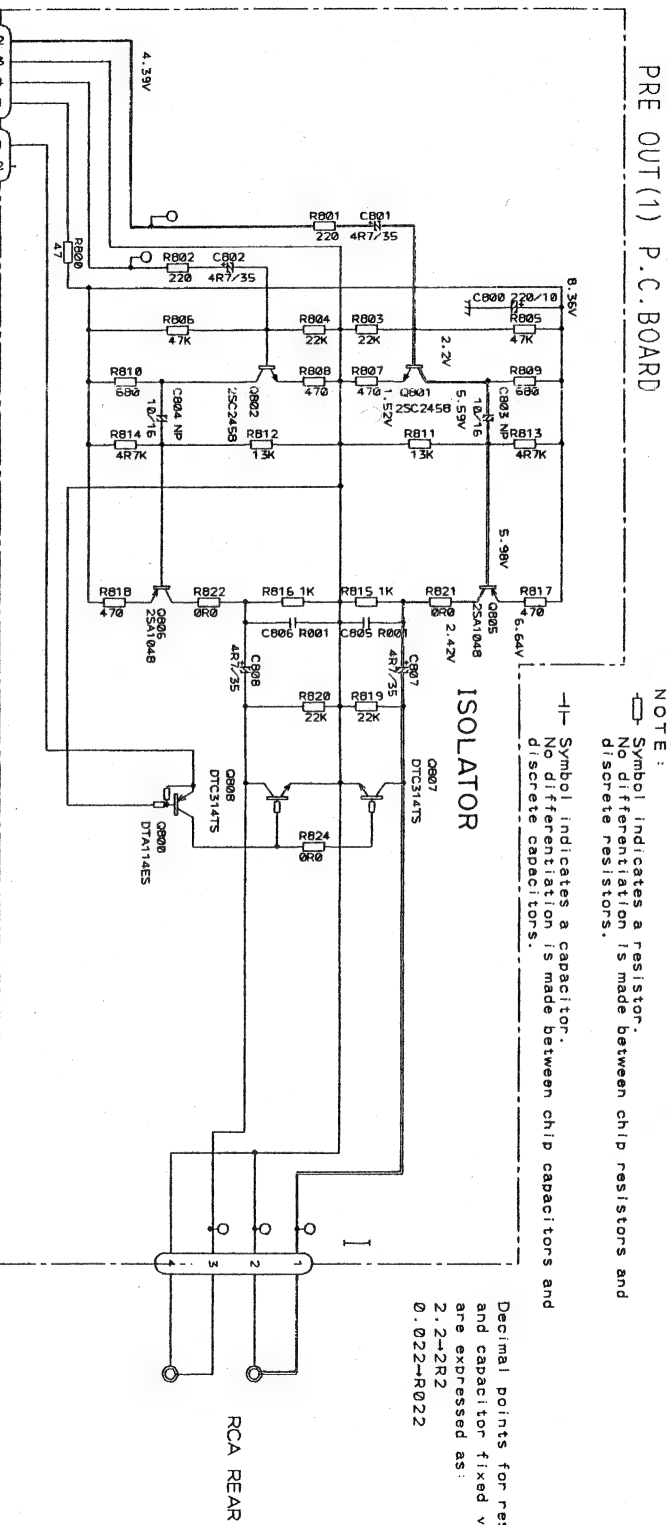 PRE OUT(1) P.C.BOARD
NOTE :
Symbol indicates a resistor.
No differentiation is made between chip resistors and
discrete resistors.
Symbol indicates a capacitor.
No differentiation is made between chip capacitors and
discrete capacitors.
Decimal points for res
and capacitor fixed v
are expressed as:
2.2→2R2
0.022→R022
ISOLATOR
4.39V
R800
47
R801
220
C801
4R7/35
R802
220
C802
4R7/35
8.36V
C800 220/10
R806
47K
R804
22K
R803
22K
R805
47K
2.2V
R810
680
Q802
2SC2458
R808
470
R807
470
Q801
2SC2458
1.52V
5.59V
R809
680
C804 NP
10/16
C803 NP
10/16
R814
4R7K
R812
13K
R811
13K
R813
4R7K
5.98V
R818
470
Q806
2SA1048
R822
0R0
R816 1K
R815 1K
R821
0R0
2.42V
Q805
2SA1048
6.64V
R817
470
C806 R001
C805 R001
C808
4R7/35
C807
4R7/35
R820
22K
R819
22K
Q808
DTC314TS
Q807
DTC314TS
Q800
DTA114ES
R824
0R0
I
1
2
3
4
RCA REAR